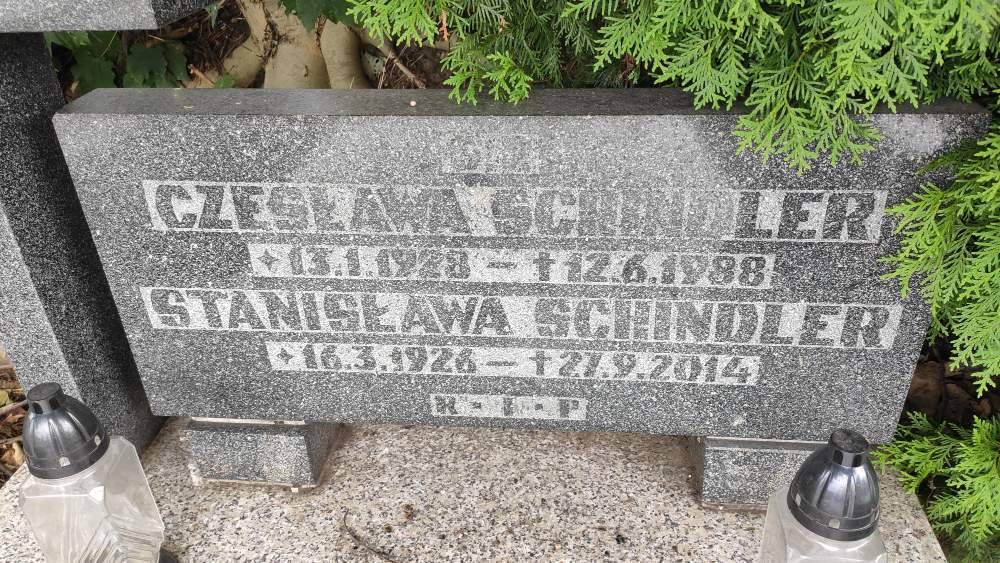 CZESŁAWA SCHINDLER
+ 13.1.1928 — † 12.6.1988
STANISŁAWA SCHINDLER
+ 16.3.1926 — † 27.9.2014
R • I • P